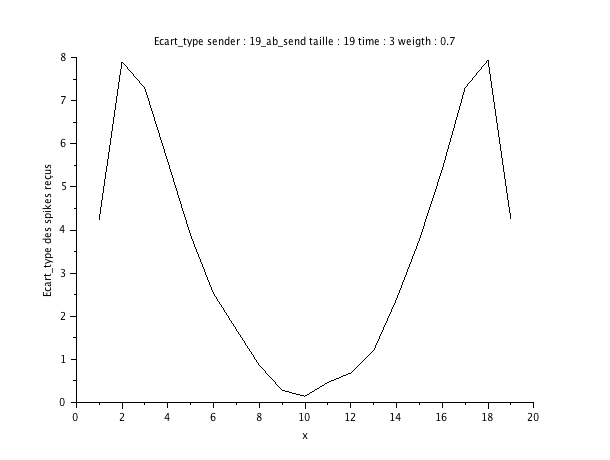 Ecart_type sender : 19_ab_send taille : 19 time : 3 weigth : 0.7
8
7
6
5
4
3
2
1
0
Ecart_type des spikes reçus
0 2 4 6 8 10 12 14 16 18 20
x